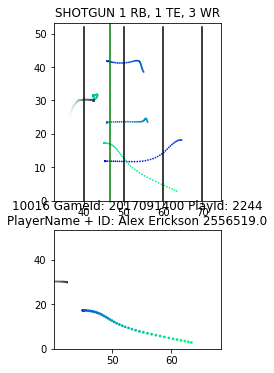 SHOTGUN 1 RB, 1 TE, 3 WR
50
40
30
20
10
0
40 50 60 70
10016 GameId: 2017091400 PlayId: 2244
PlayerName + ID: Alex Erickson 2556519.0
40
20
0
50 60